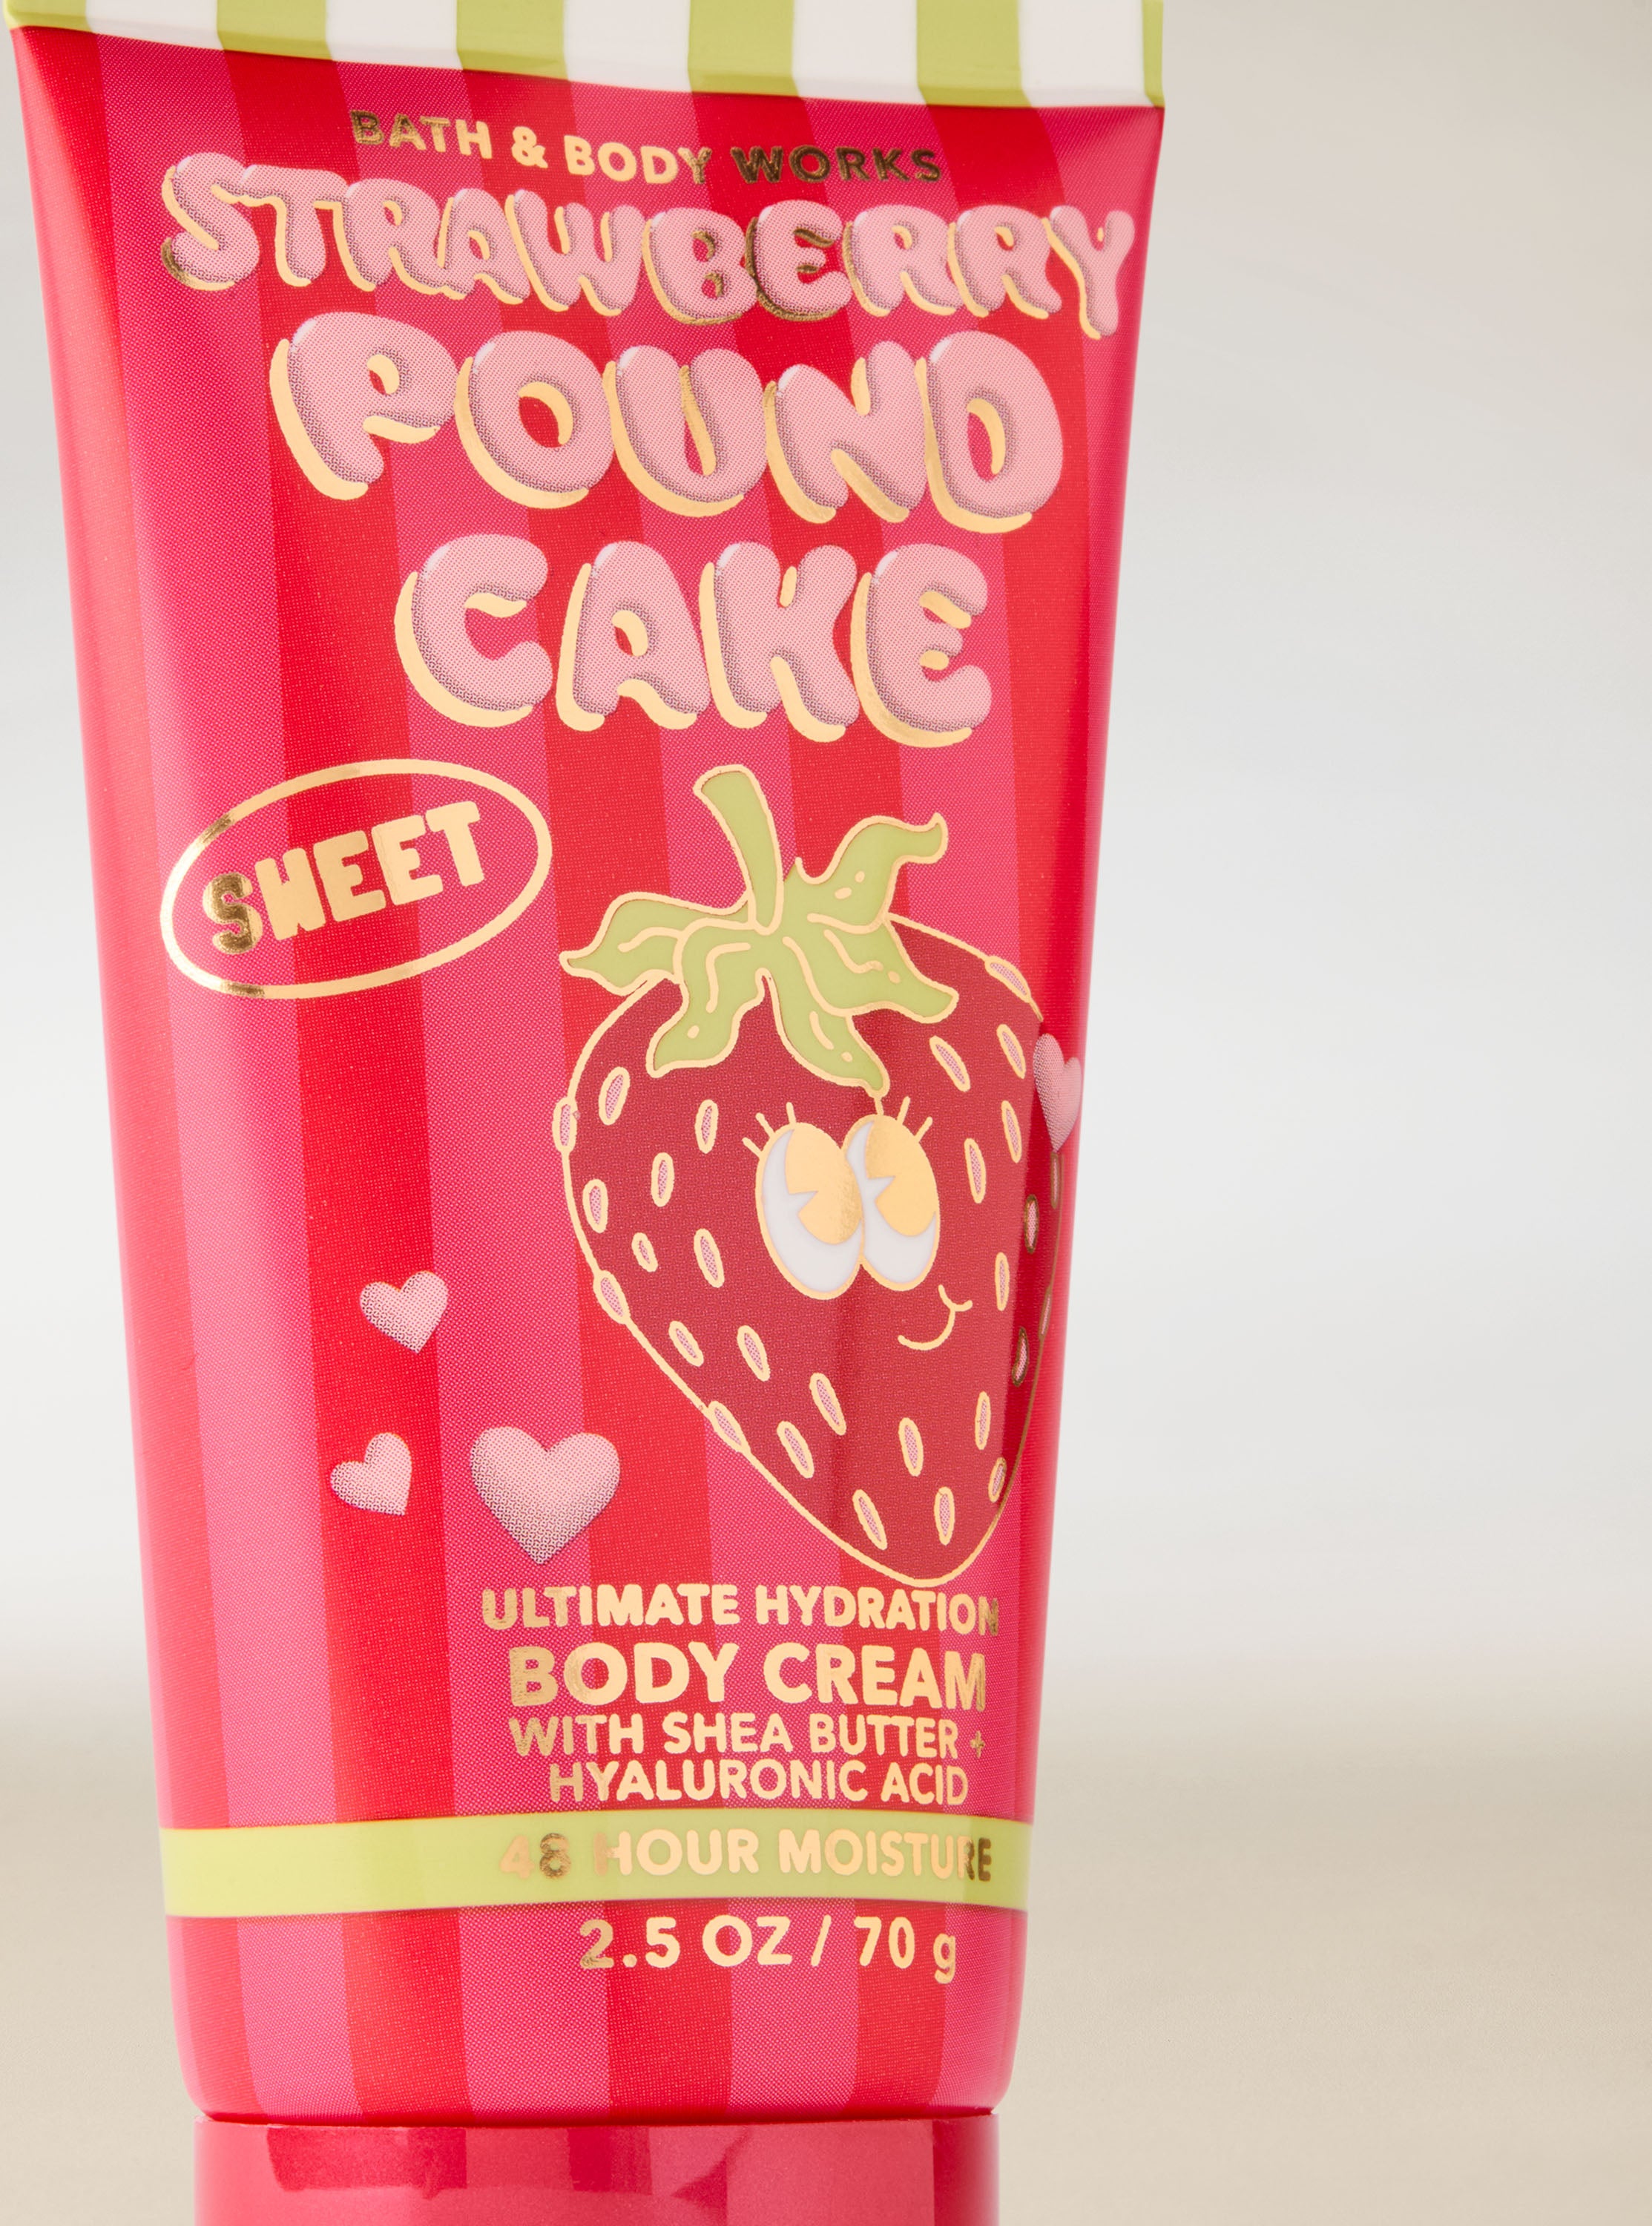 BATH & BODY WORKS
STRAWBERRY
POUND
CAKE
SWEET
ULTIMATE HYDRATION
BODY CREAM
WITH SHEA BUTTER +
HYALURONIC ACID
48 HOUR MOISTURE
2.5 OZ / 70 g